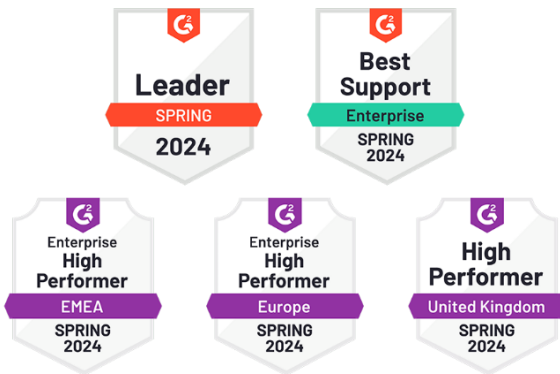 G2
Leader
SPRING
2024
G2
Best
Support
Enterprise
SPRING
2024
G2
Enterprise
High
Performer
EMEA
SPRING
2024
G2
Enterprise
High
Performer
Europe
SPRING
2024
G2
High
Performer
United Kingdom
SPRING
2024